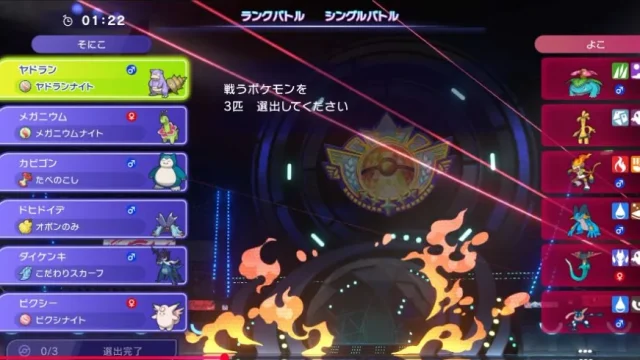 01:22
ランクバトル シングルバトル
そにこ
よこ
ヤドラン
ヤドランナイト
メガニウム
メガニウムナイト
カビゴン
たべのこし
ドヒドイデ
オボンのみ
ダイケンキ
こだわりスカーフ
ピクシー
ピクシナイト
戦うポケモンを
3匹 選出してください
0/3 選出完了